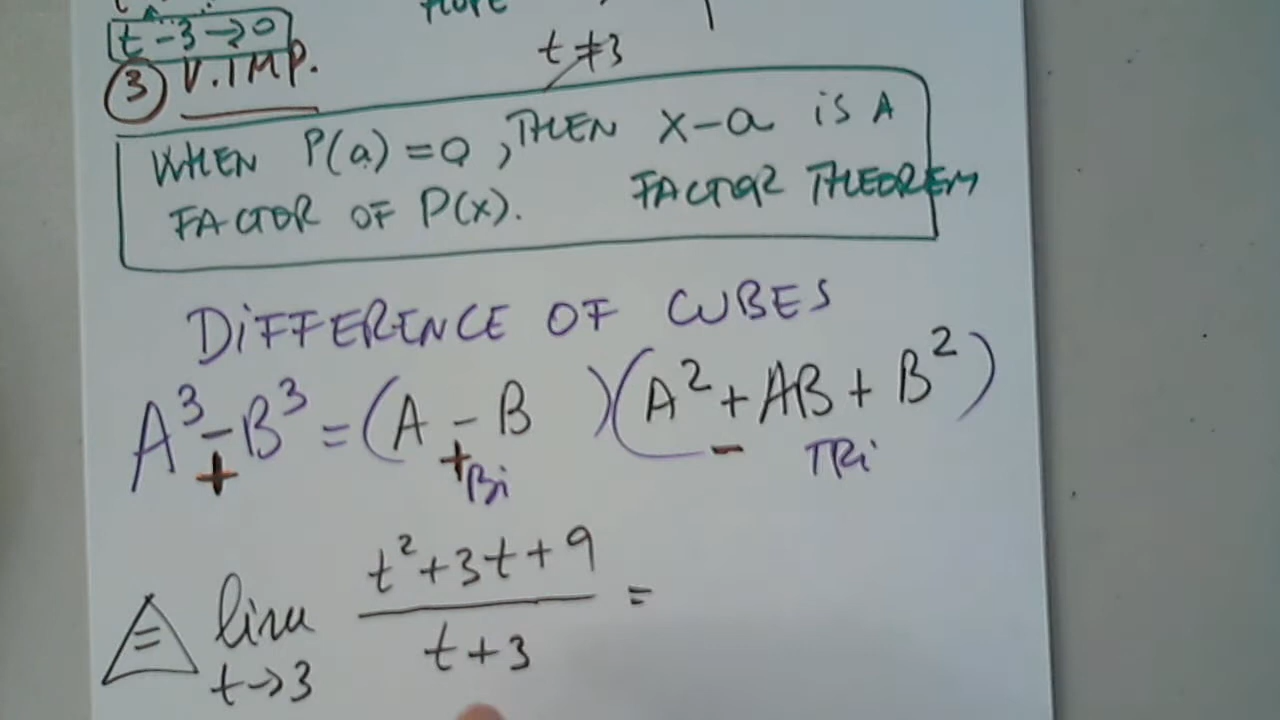 t-3→0
t≠3
③ V.IMP.
WHEN P(a)=0, THEN x-a IS A
FACTOR OF P(x). FACTOR THEOREM
DIFFERENCE OF CUBES
A³-B³=(A-B)(A²+AB+B²)
+ + -
Bi TRi
t²+3t+9
= lim =
t→3
t+3